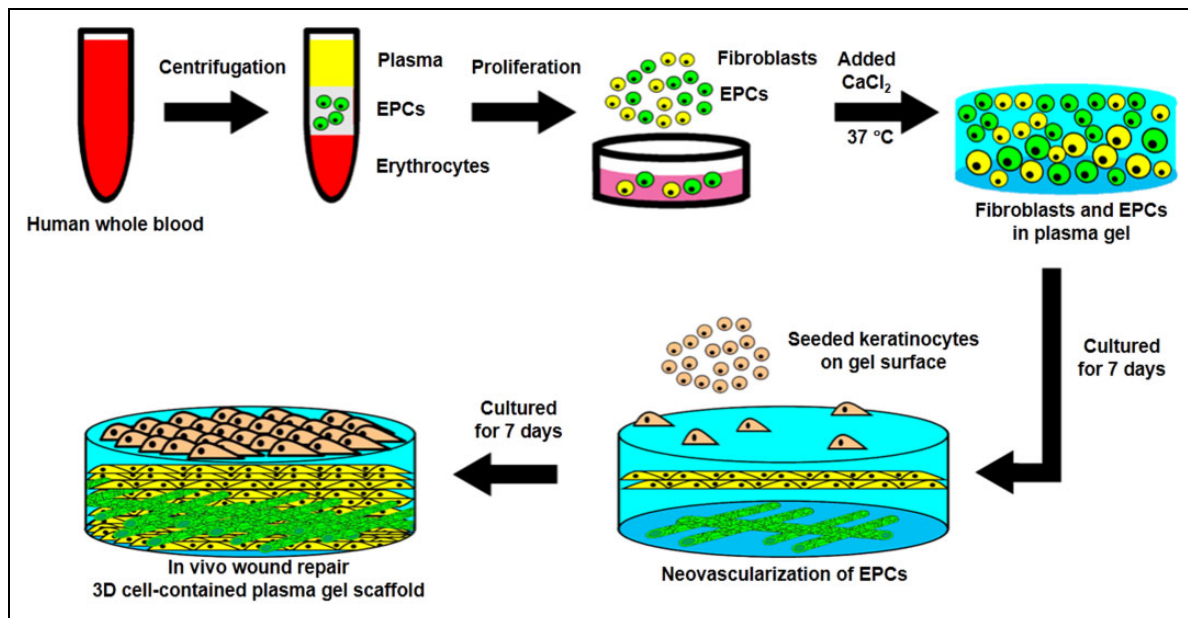 Centrifugation
Plasma
EPCs
Erythrocytes
Human whole blood
Proliferation
Fibroblasts
EPCs
Added
CaCl₂
37 °C
Fibroblasts and EPCs
in plasma gel
Cultured
for 7 days
Seeded keratinocytes
on gel surface
Neovascularization of EPCs
Cultured
for 7 days
In vivo wound repair
3D cell-contained plasma gel scaffold